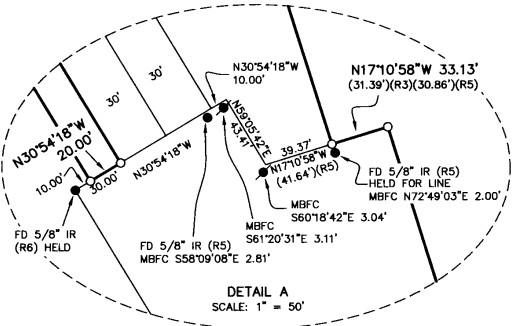 N30°54'18"W
10.00'
N17°10'58"W 33.13'
(31.39')(R3)(30.86')(R5)
30'
30'
N59°05'42"E
43.41'
N30°54'18"W
20.00'
39.37'
N17°10'58"W
(41.64')(R5)
N30°54'18"W
10.00'
30.00'
FD 5/8" IR (R5)
HELD FOR LINE
MBFC N72°49'03"E 2.00'
MBFC
S60°18'42"E 3.04'
MBFC
S61°20'31"E 3.11'
FD 5/8" IR
(R6) HELD
FD 5/8" IR (R5)
MBFC S58°09'08"E 2.81'
DETAIL A
SCALE: 1" = 50'